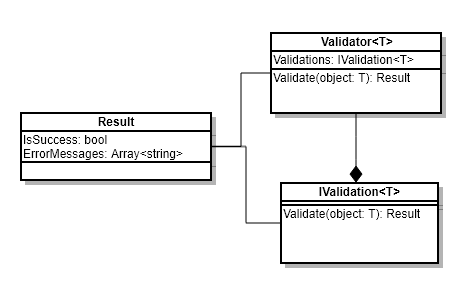 Validator<T>
Validations: IValidation<T>
Validate(object: T): Result
Result
IsSuccess: bool
ErrorMessages: Array<string>
IValidation<T>
Validate(object: T): Result